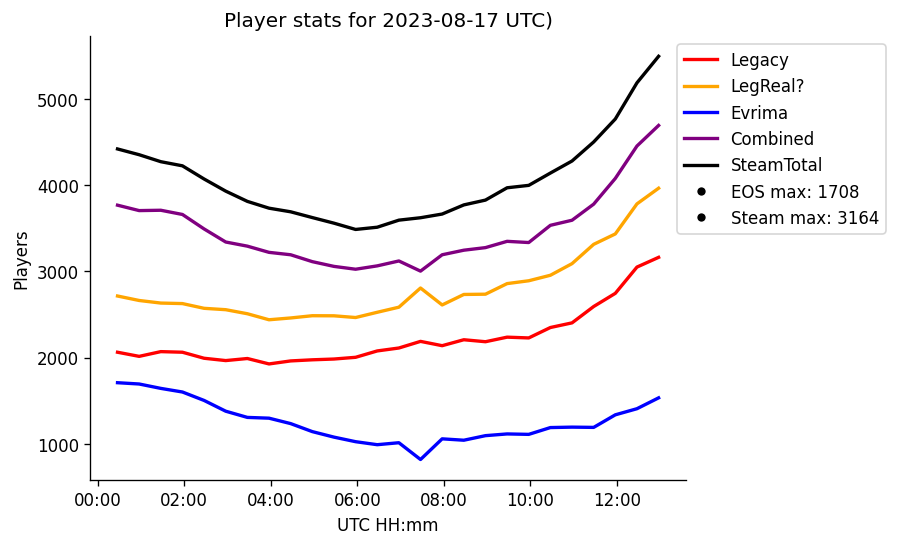 Player stats for 2023-08-17 UTC)
Legacy
LegReal?
Evrima
Combined
SteamTotal
EOS max: 1708
Steam max: 3164
Players
5000
4000
3000
2000
1000
00:00 02:00 04:00 06:00 08:00 10:00 12:00
UTC HH:mm